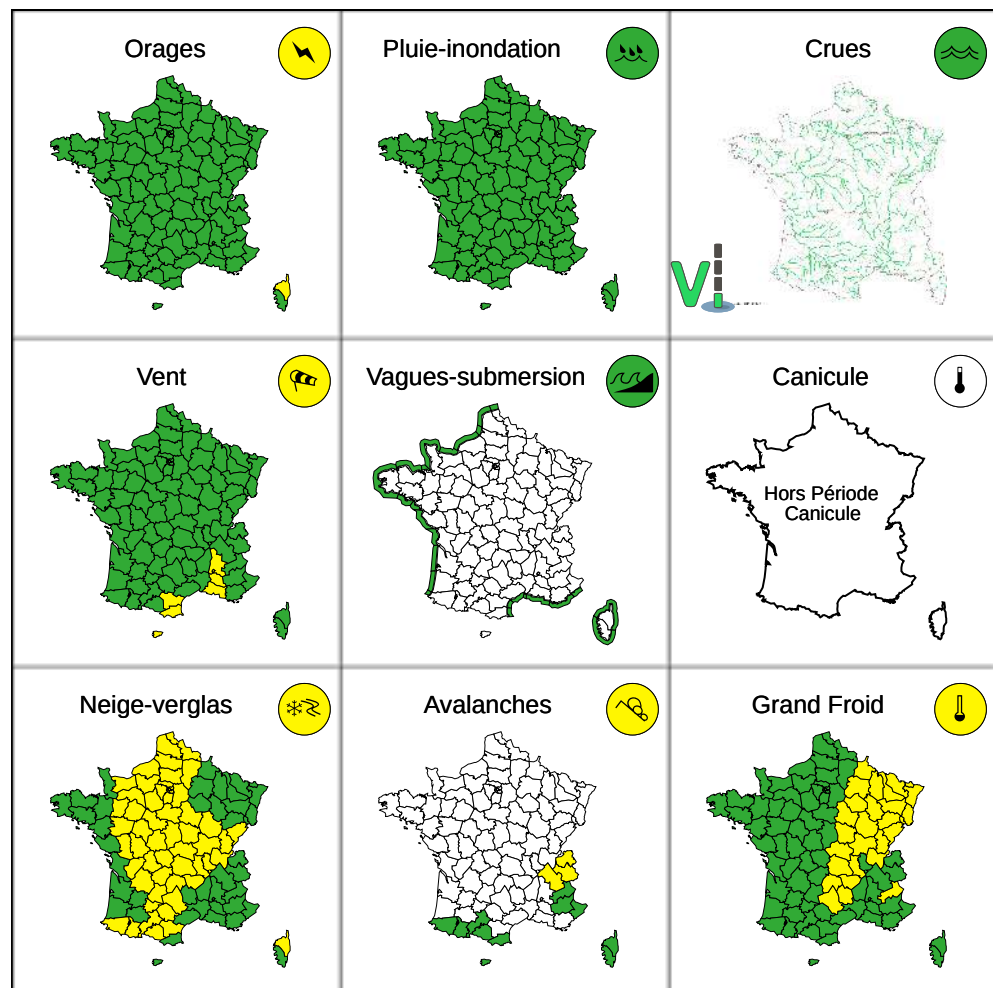 Orages
Pluie-inondation
Crues
Vi
Vent
Vagues-submersion
Canicule
Hors Période
Canicule
Neige-verglas
Avalanches
Grand Froid